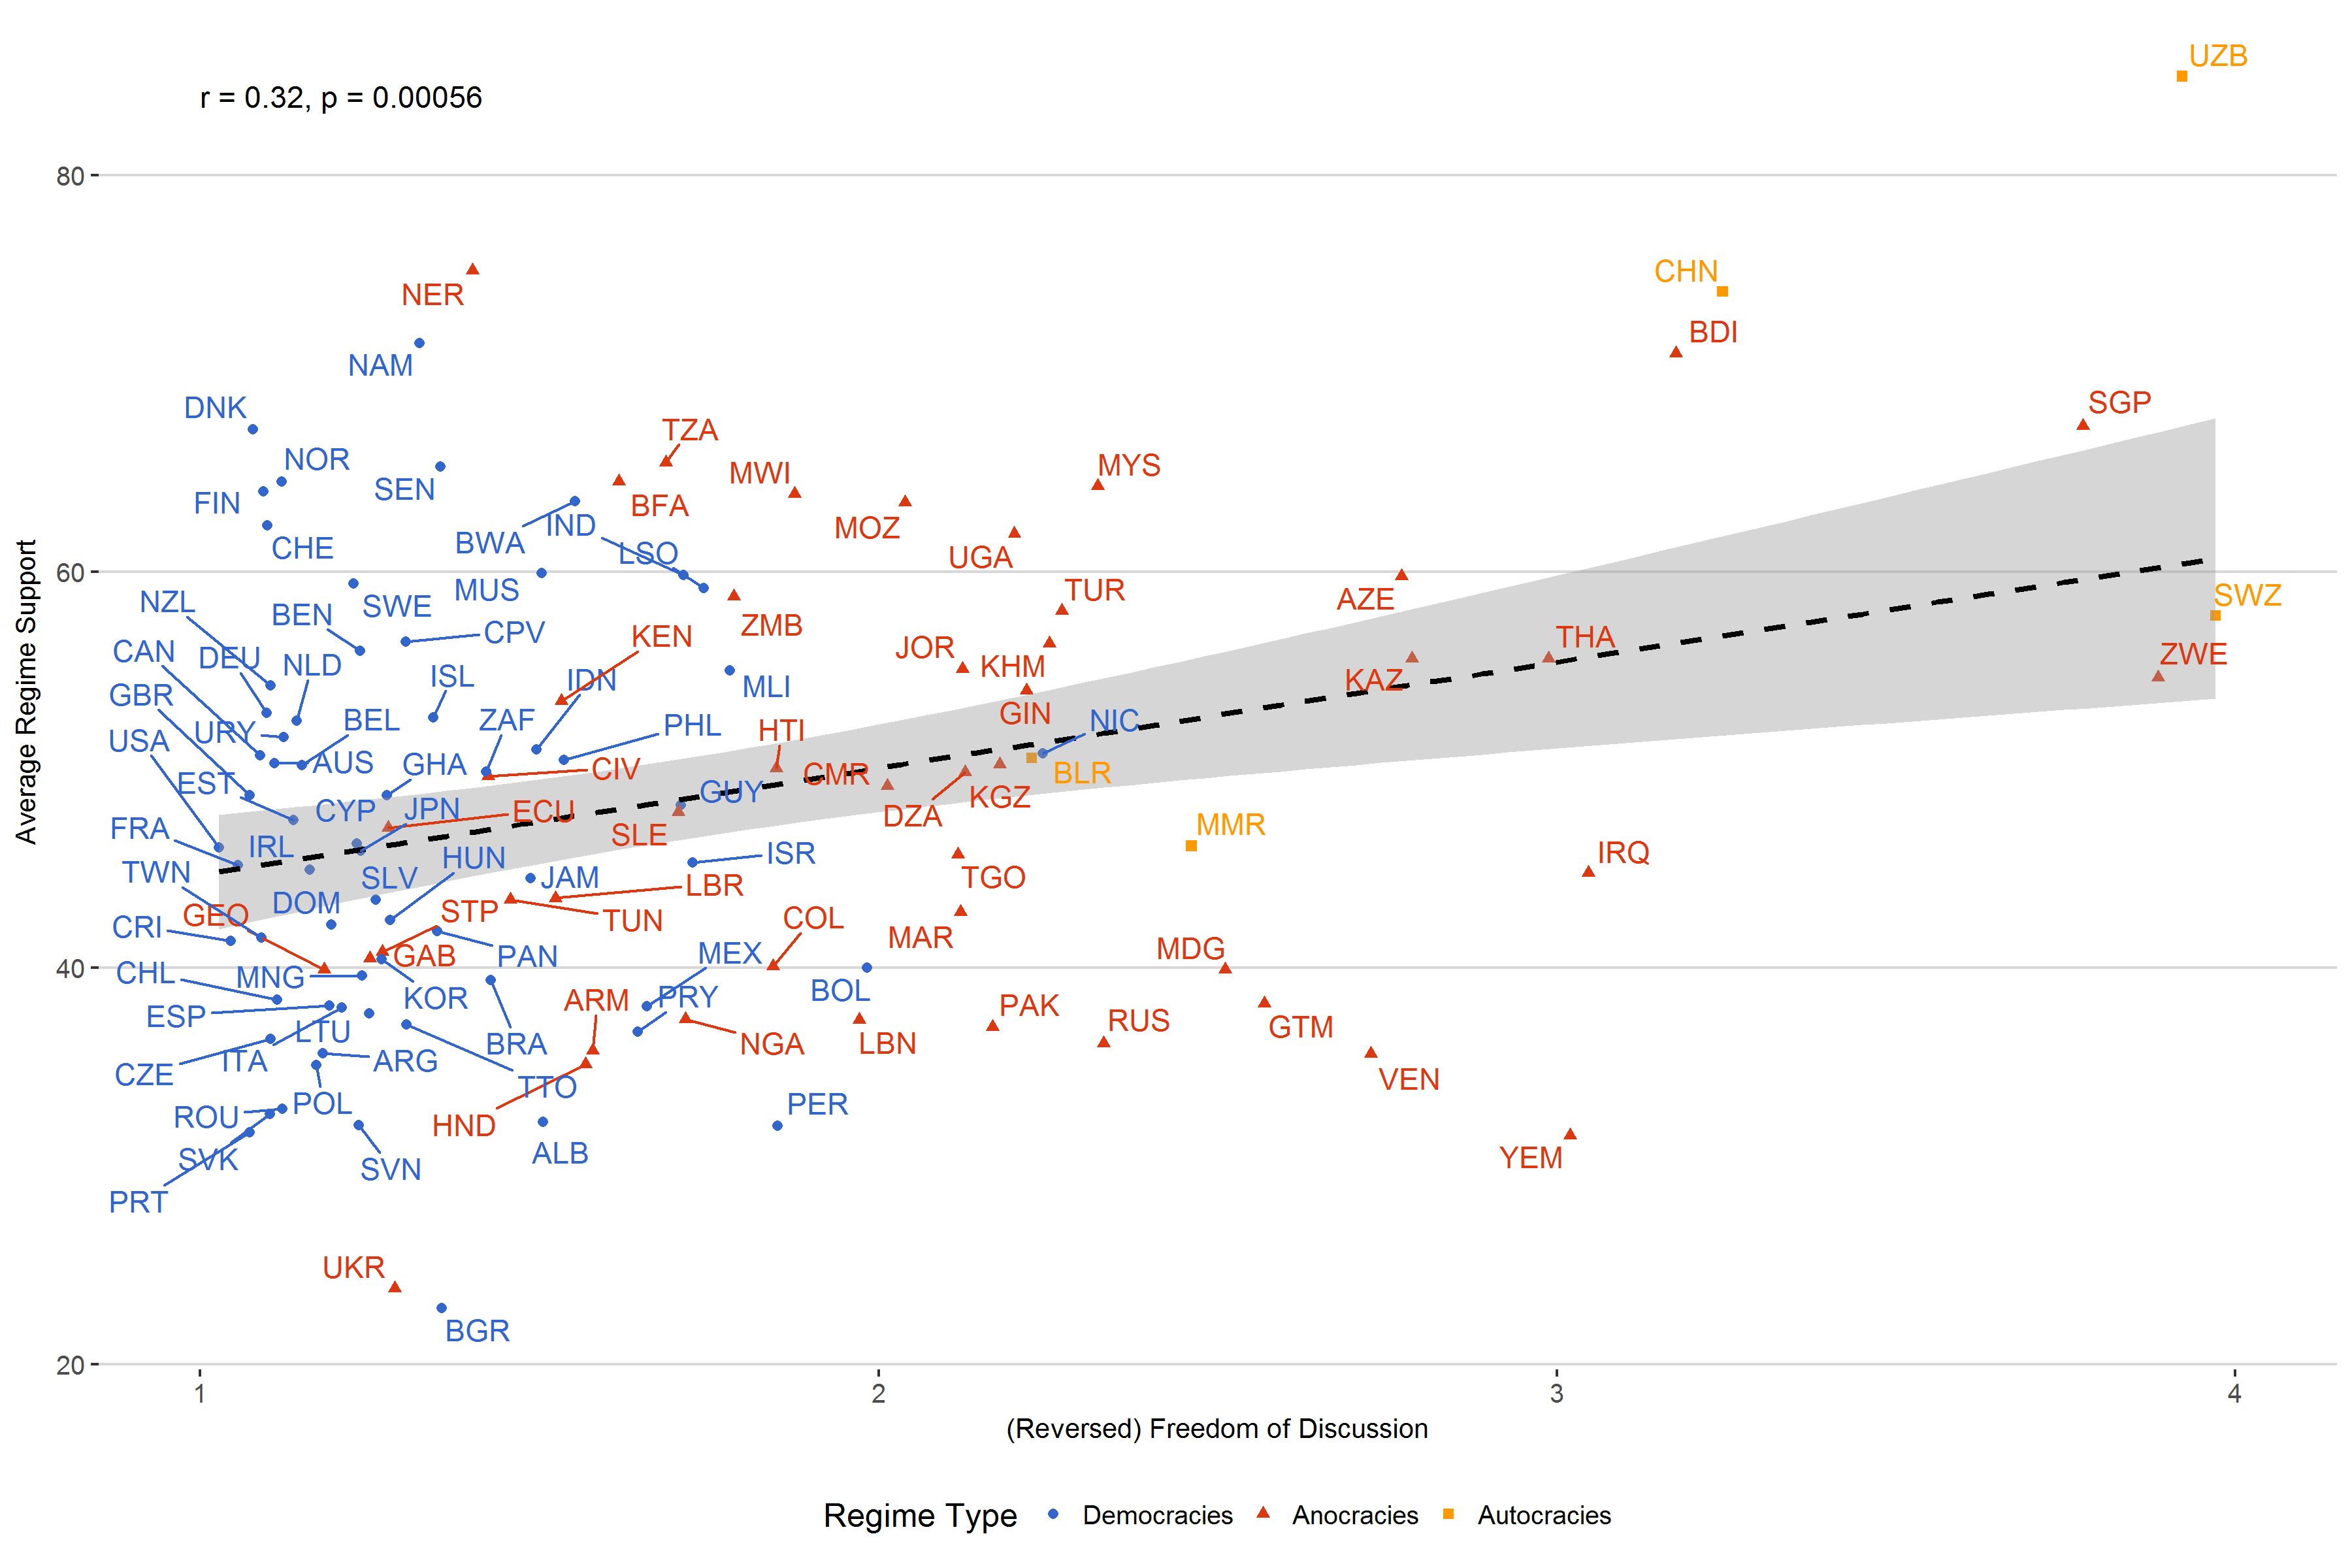 UZB
r = 0.32, p = 0.00056
80
CHN
NER
BDI
NAM
SGP
DNK
TZA
NOR
MYS
MWI
SEN
FIN
BFA
IND
MOZ
BWA
CHE
LSO
UGA
60
MUS
TUR
SWE
AZE
SWZ
NZL
BEN
ZMB
CPV
KEN
THA
CAN
JOR
DEU
NLD
KHM
ZWE
ISL
IDN
KAZ
GBR
MLI
GIN
BEL
ZAF
NIC
PHL
URY
HTI
USA
AUS
GHA
CIV
CMR
BLR
EST
GUY
KGZ
CYP
JPN
ECU
DZA
MMR
FRA
SLE
IRL
Average Regime Support
HUN
ISR
IRQ
TWN
SLV
JAM
TGO
LBR
DOM
STP
GEO
TUN
COL
CRI
MAR
GAB
PAN
MEX
MDG
40
CHL
MNG
KOR
PRY
BOL
ESP
ARM
PAK
RUS
GTM
LTU
BRA
NGA
LBN
CZE
ITA
ARG
TTO
VEN
ROU
POL
PER
HND
SVK
SVN
ALB
YEM
PRT
UKR
BGR
20
1
2
3
4
(Reversed) Freedom of Discussion
Regime Type Democracies Anocracies Autocracies